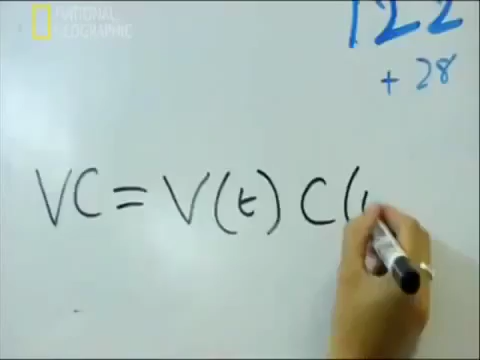 NATIONAL
GEOGRAPHIC
122
+ 28
VC = V(t) C(